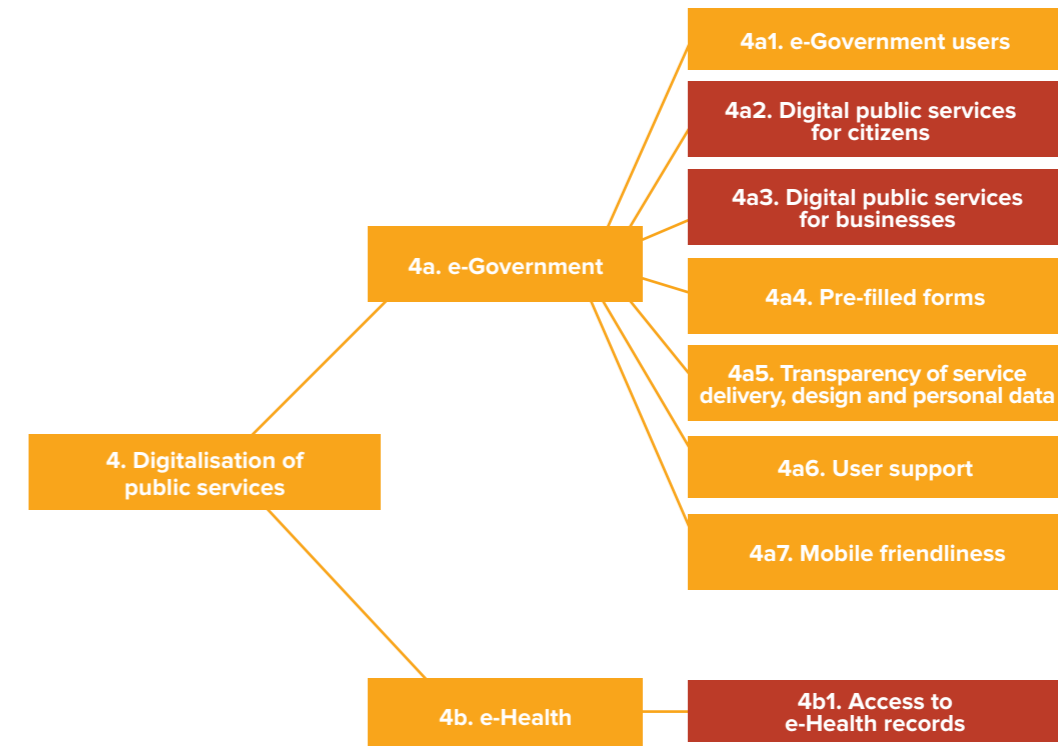 4. Digitalisation of
public services
4a. e-Government
4a1. e-Government users
4a2. Digital public services
for citizens
4a3. Digital public services
for businesses
4a4. Pre-filled forms
4a5. Transparency of service
delivery, design and personal data
4a6. User support
4a7. Mobile friendliness
4b. e-Health
4b1. Access to
e-Health records